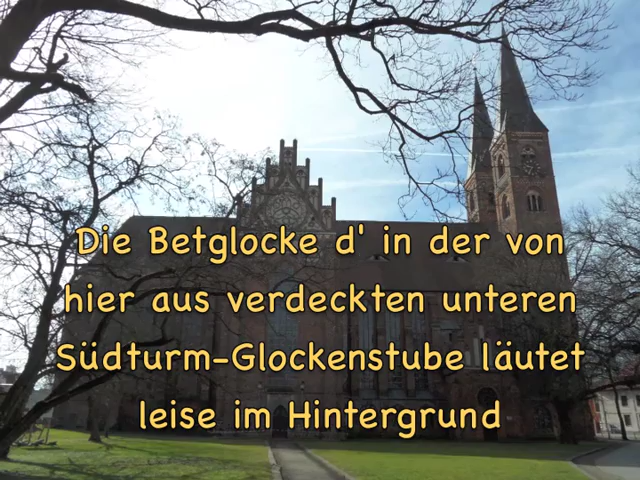 Die Betglocke d' in der von
hier aus verdeckten unteren
Südturm-Glockenstube läutet
leise im Hintergrund